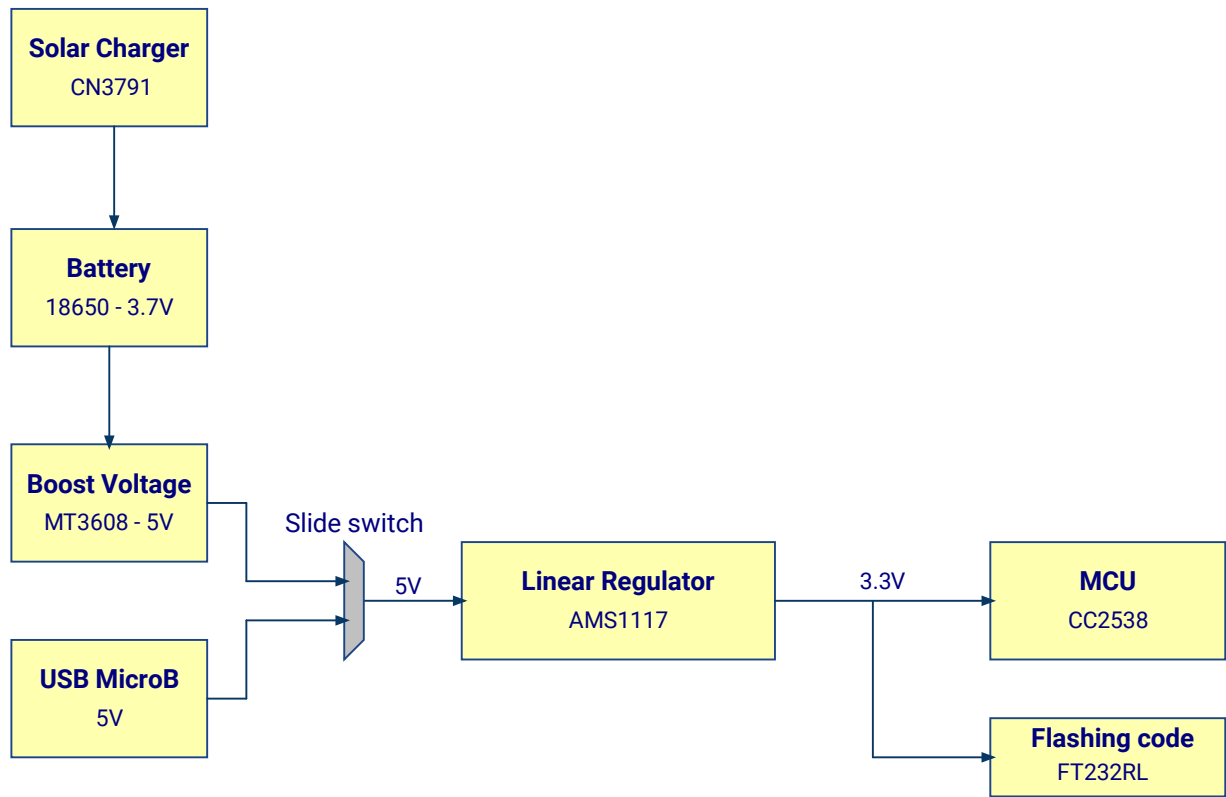 Solar Charger
CN3791
Battery
18650 - 3.7V
Boost Voltage
MT3608 - 5V
Slide switch
5V
Linear Regulator
AMS1117
3.3V
MCU
CC2538
USB MicroB
5V
Flashing code
FT232RL